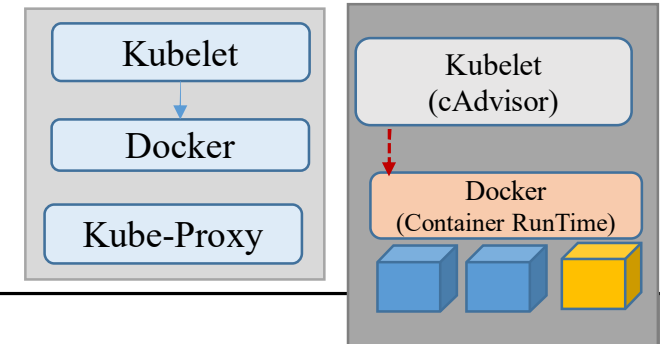 Kubelet
Docker
Kube-Proxy
Kubelet
(cAdvisor)
Docker
(Container RunTime)